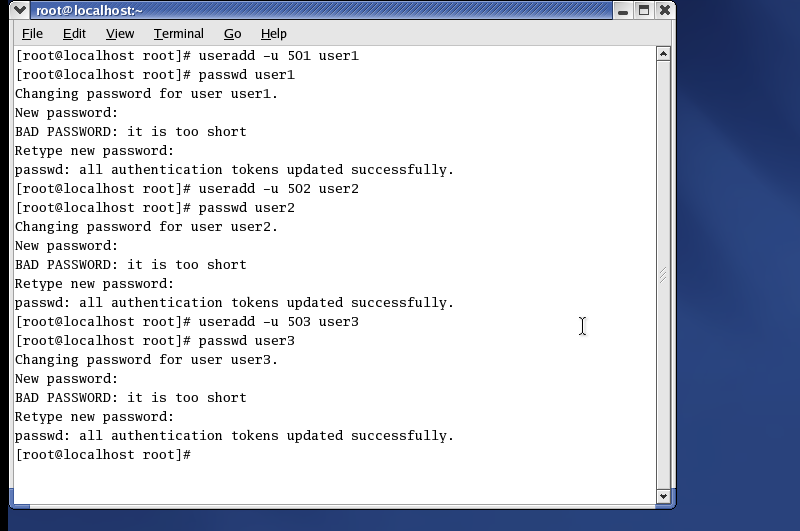 root@localhost:~
File Edit View Terminal Go Help
[root@localhost root]# useradd -u 501 user1
[root@localhost root]# passwd user1
Changing password for user user1.
New password:
BAD PASSWORD: it is too short
Retype new password:
passwd: all authentication tokens updated successfully.
[root@localhost root]# useradd -u 502 user2
[root@localhost root]# passwd user2
Changing password for user user2.
New password:
BAD PASSWORD: it is too short
Retype new password:
passwd: all authentication tokens updated successfully.
[root@localhost root]# useradd -u 503 user3
[root@localhost root]# passwd user3
Changing password for user user3.
New password:
BAD PASSWORD: it is too short
Retype new password:
passwd: all authentication tokens updated successfully.
[root@localhost root]#